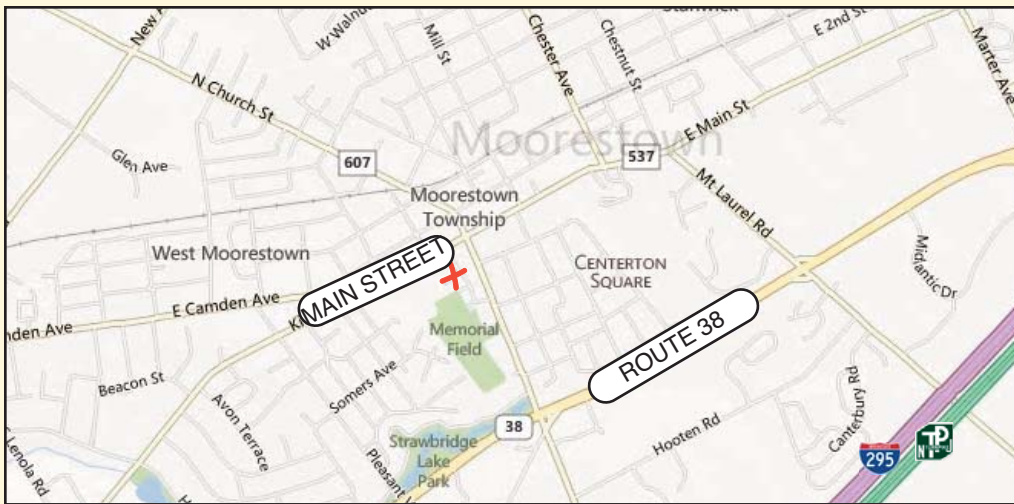 Stanwick
New
W Walnut
Mill St
Chester Ave
Chestnut St
E 2nd St
Marter Ave
N Church St
E Main St
Moorestown
607
537
Glen Ave
Moorestown
Township
Mt Laurel Rd
West Moorestown
MAIN STREET
CENTERTON
SQUARE
Midlantic Dr
E Camden Ave
nden Ave
Ki
Memorial
Field
ROUTE 38
Beacon St
Somers Ave
Avon Terrace
38
Hooten Rd
Canterbury Rd
Strawbridge
Lake
Park
Lenola Rd
Pleasant
295
N TP